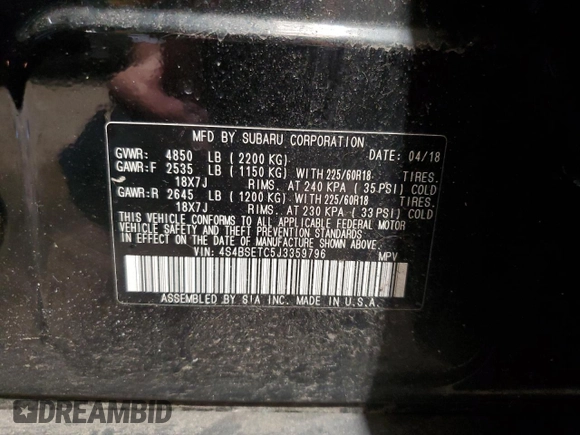 MFD BY SUBARU CORPORATION
GVWR: 4850 LB (2200 KG) DATE: 04/18
GAWR:F 2535 LB (1150 KG) WITH 225/60R18 TIRES.
18X7J RIMS. AT 240 KPA (35 PSI) COLD
GAWR:R 2645 LB (1200 KG) WITH 225/60R18 TIRES.
18X7J RIMS. AT 230 KPA (33 PSI) COLD
THIS VEHICLE CONFORMS TO ALL APPLICABLE FEDERAL MOTOR
VEHICLE SAFETY AND BUMPER STANDARDS IN EFFECT ON THE
DATE OF MANUFACTURE SHOWN ABOVE.
VIN: 4S4BSETC5J3359796 MPV
ASSEMBLED BY SIA INC. MADE IN U.S.A.
DREAMBID